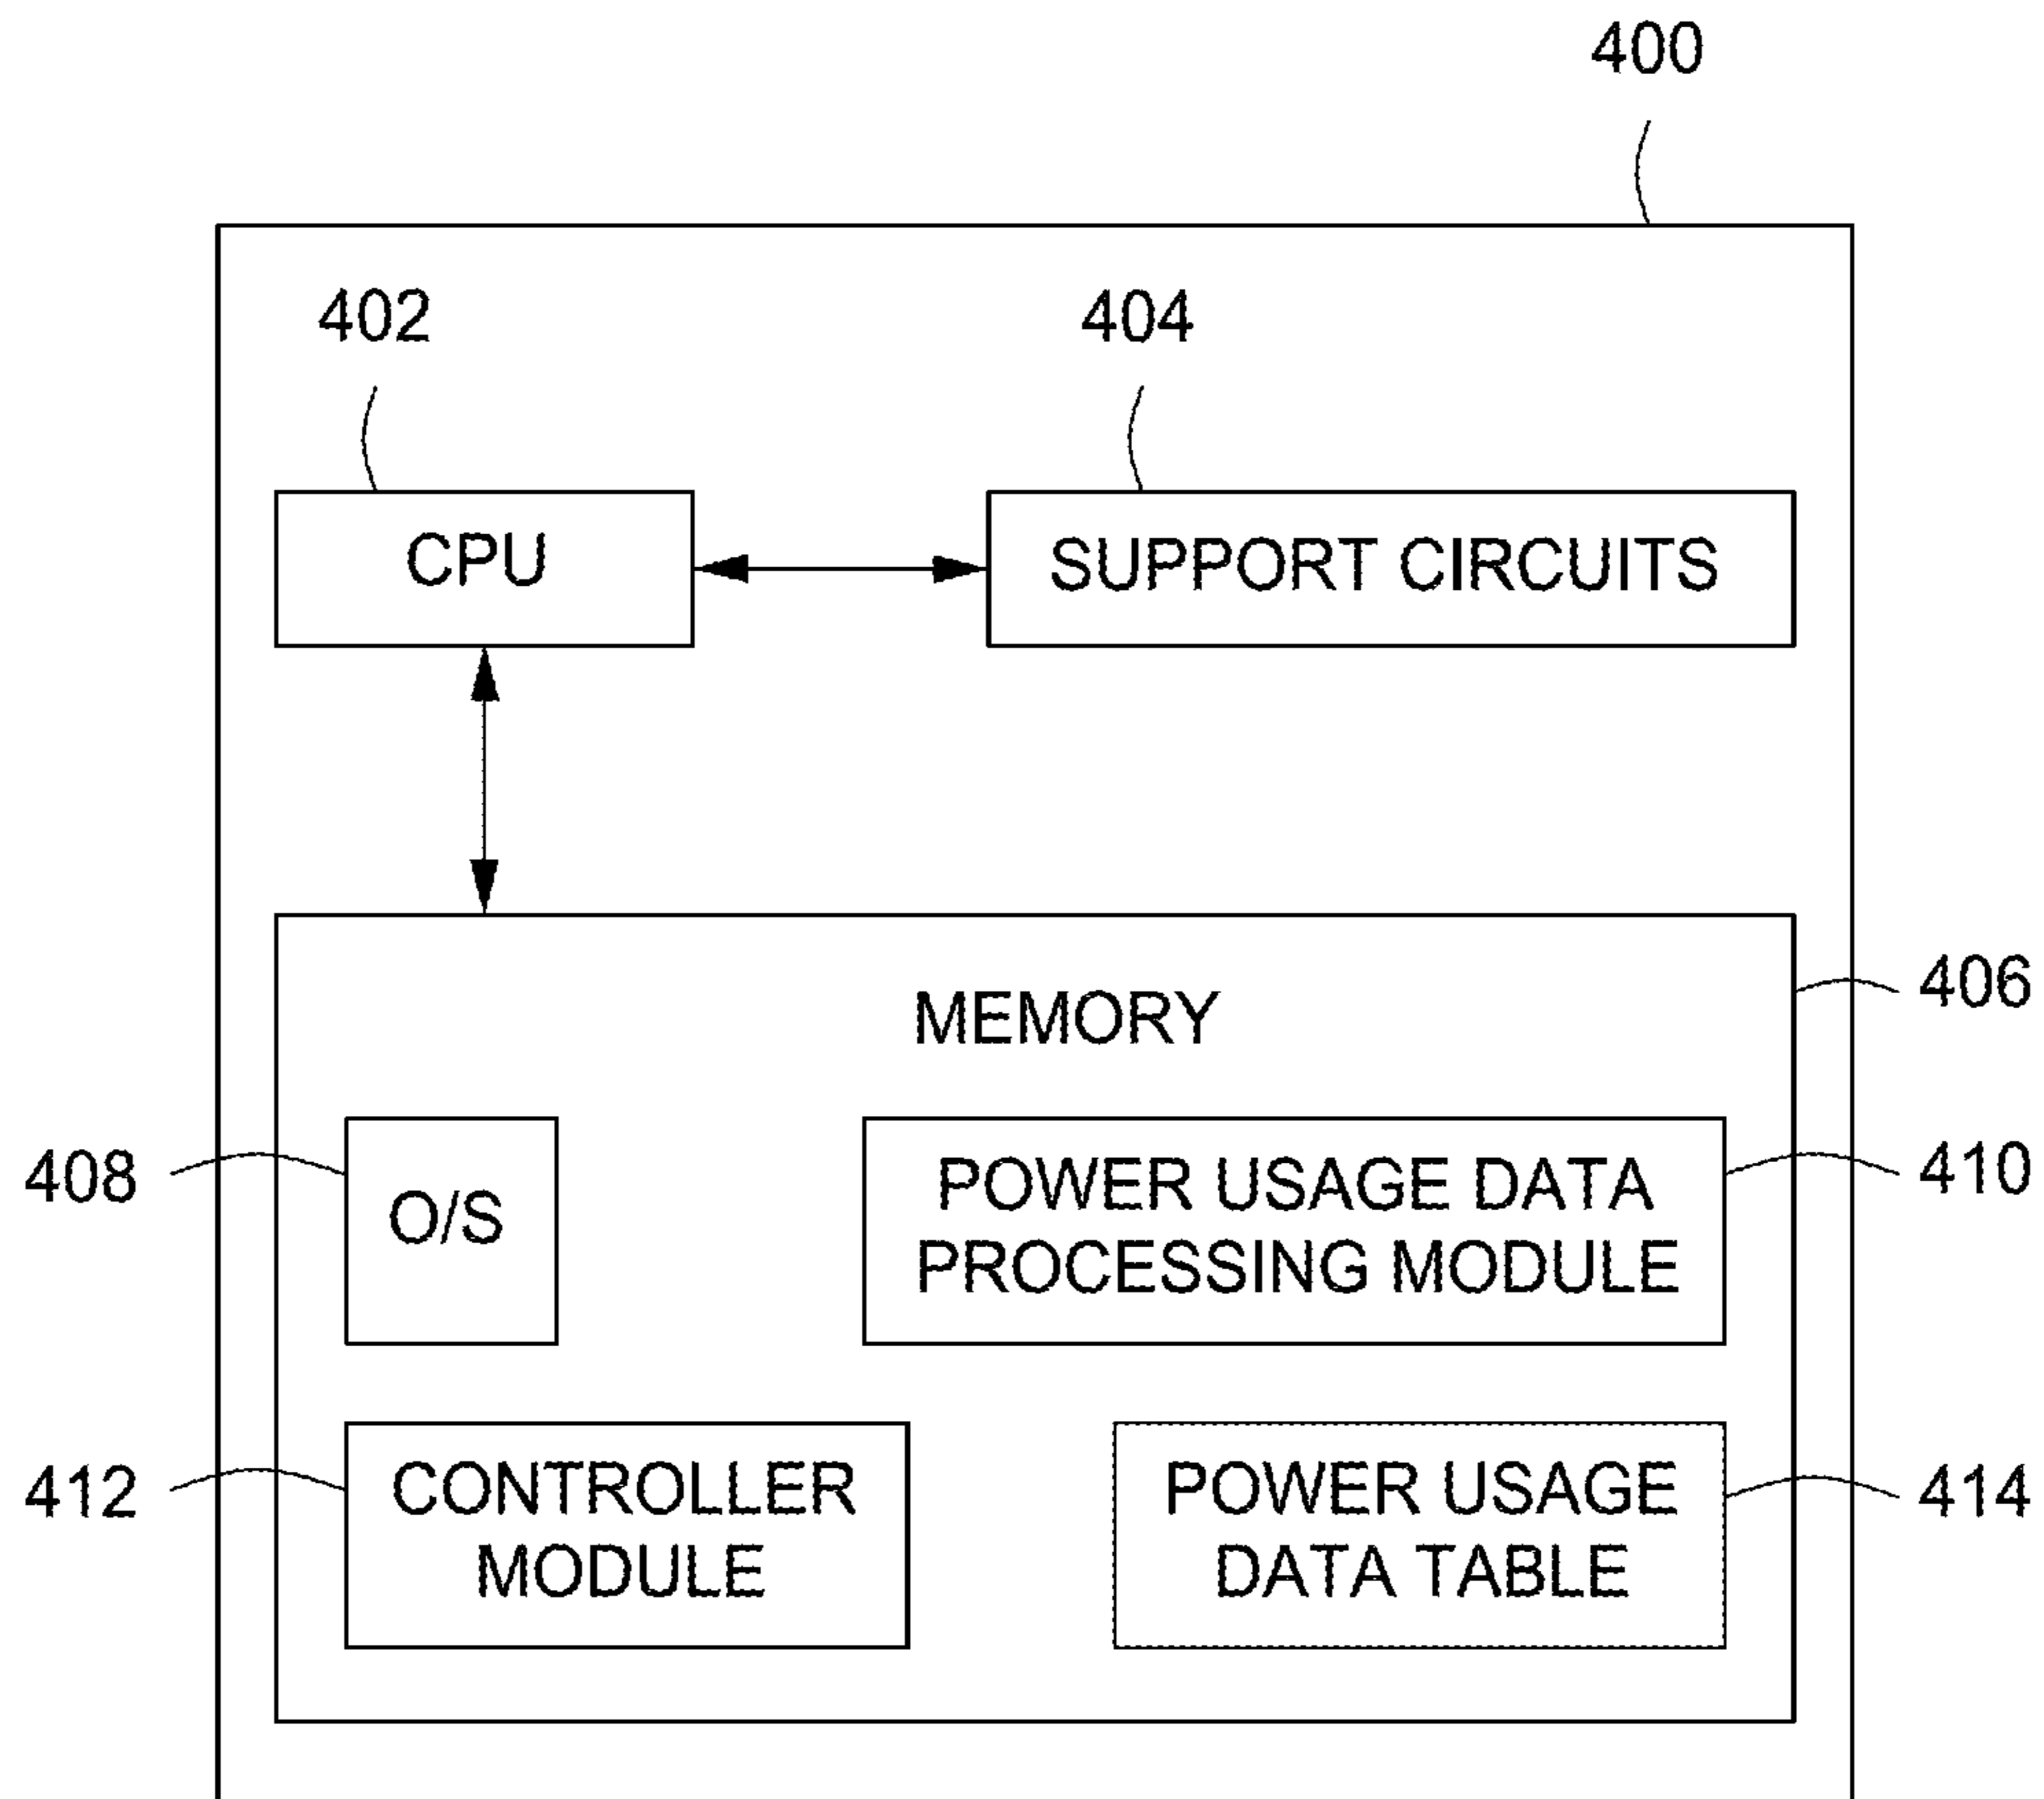 400
402
404
CPU
SUPPORT CIRCUITS
406
MEMORY
408
O/S
POWER USAGE DATA
PROCESSING MODULE
410
412
CONTROLLER
MODULE
POWER USAGE
DATA TABLE
414